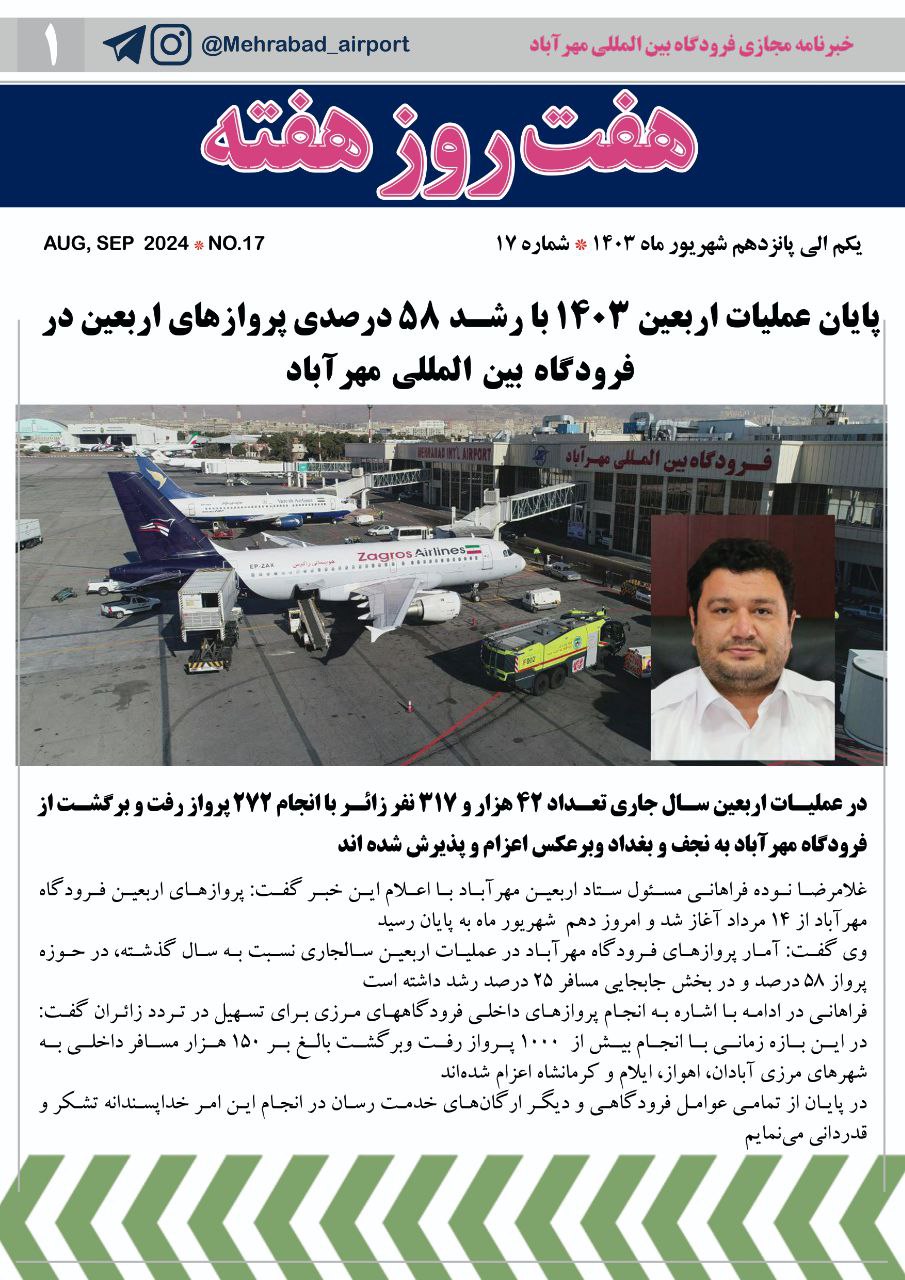 ۱
@Mehrabad_airport
خبرنامه مجازی فرودگاه بین المللی مهرآباد
هفت روز هفته
یکم الی پانزدهم شهریور ماه ۱۴۰۳ * شماره ۱۷
AUG, SEP 2024 * NO.17
پایان عملیات اربعین ۱۴۰۳ با رشد ۵۸ درصدی پروازهای اربعین در
فرودگاه بین المللی مهرآباد
MEHRABAD INT'L AIRPORT
فرودگاه بین المللی مهرآباد
Varesh Airlines
Zagros Airlines
EP-ZAX
هواپیمایی زاگرس
F802
در عملیات اربعین سال جاری تعداد ۴۲ هزار و ۳۱۷ نفر زائر با انجام ۲۷۲ پرواز رفت و برگشت از
فرودگاه مهرآباد به نجف و بغداد وبرعکس اعزام و پذیرش شده اند
غلامرضا نوده فراهانی مسئول ستاد اربعین مهرآباد با اعلام این خبر گفت: پروازهای اربعین فرودگاه
مهرآباد از ۱۴ مرداد آغاز شد و امروز دهم شهریور ماه به پایان رسید
وی گفت: آمار پروازهای فرودگاه مهرآباد در عملیات اربعین سالجاری نسبت به سال گذشته، در حوزه
پرواز ۵۸ درصد و در بخش جابجایی مسافر ۲۵ درصد رشد داشته است
فراهانی در ادامه با اشاره به انجام پروازهای داخلی فرودگاههای مرزی برای تسهیل در تردد زائران گفت:
در این بازه زمانی با انجام بیش از ۱۰۰۰ پرواز رفت وبرگشت بالغ بر ۱۵۰ هزار مسافر داخلی به
شهرهای مرزی آبادان، اهواز، ایلام و کرمانشاه اعزام شده‌اند
در پایان از تمامی عوامل فرودگاهی و دیگر ارگان‌های خدمت رسان در انجام این امر خداپسندانه تشکر و
قدردانی می‌نمایم